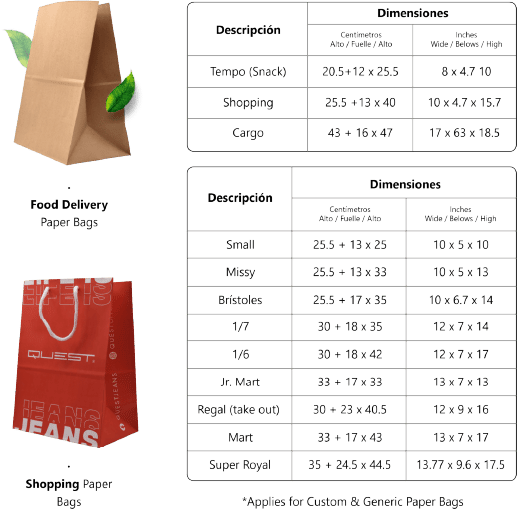 Descripción Dimensiones
Centímetros Inches
Alto / Fuelle / Alto Wide / Belows / High
Tempo (Snack) 20.5+12 x 25.5 8 x 4.7 10
Shopping 25.5 +13 x 40 10 x 4.7 x 15.7
Cargo 43 + 16 x 47 17 x 63 x 18.5
.
Food Delivery
Paper Bags
Descripción Dimensiones
Centímetros Inches
Alto / Fuelle / Alto Wide / Belows / High
Small 25.5 + 13 x 25 10 x 5 x 10
Missy 25.5 + 13 x 33 10 x 5 x 13
Brístoles 25.5 + 17 x 35 10 x 6.7 x 14
1/7 30 + 18 x 35 12 x 7 x 14
1/6 30 + 18 x 42 12 x 7 x 17
Jr. Mart 33 + 17 x 33 13 x 7 x 13
Regal (take out) 30 + 23 x 40.5 12 x 9 x 16
Mart 33 + 17 x 43 13 x 7 x 17
Super Royal 35 + 24.5 x 44.5 13.77 x 9.6 x 17.5
QUEST
QUESTJEANS
JEANS
JEANS
.
Shopping Paper
Bags
*Applies for Custom & Generic Paper Bags